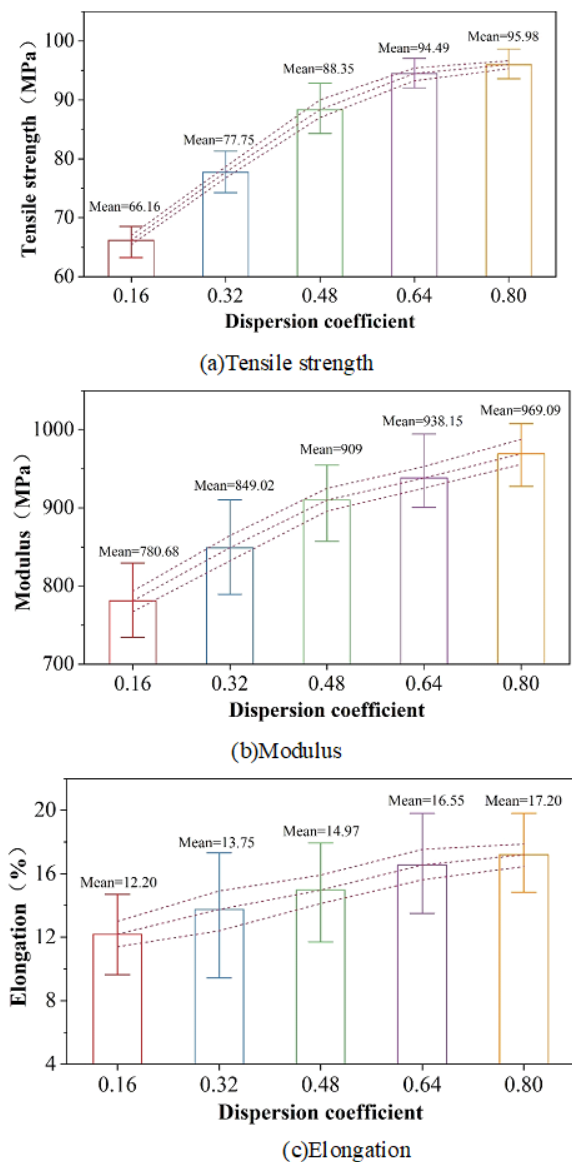 Mean=95.98
Mean=94.49
Mean=88.35
Mean=77.75
Mean=66.16
Tensile strength（MPa）
100
90
80
70
60
0.16 0.32 0.48 0.64 0.80
Dispersion coefficient
(a)Tensile strength
Mean=969.09
Mean=938.15
Mean=909
Mean=849.02
Mean=780.68
Modulus（MPa）
1000
900
800
700
0.16 0.32 0.48 0.64 0.80
Dispersion coefficient
(b)Modulus
Mean=16.55 Mean=17.20
Mean=14.97
Mean=13.75
Mean=12.20
Elongation（%）
20
16
12
8
4
0.16 0.32 0.48 0.64 0.80
Dispersion coefficient
(c)Elongation